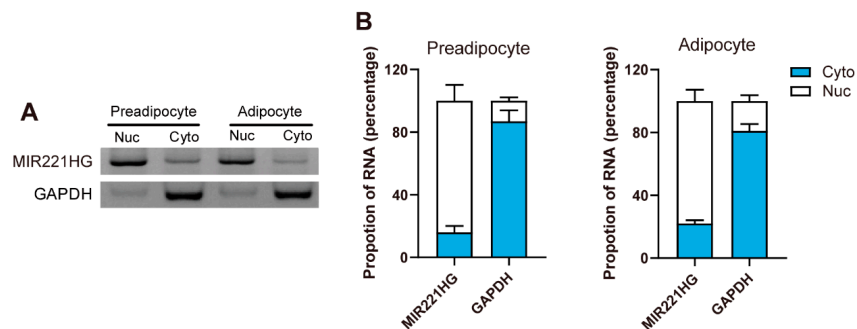 A
Preadipocyte Adipocyte
Nuc Cyto Nuc Cyto
MIR221HG
GAPDH
B
Preadipocyte
Propotion of RNA (percentage)
120
80
40
0
MIR221HG
GAPDH
Adipocyte
Propotion of RNA (percentage)
120
80
40
0
MIR221HG
GAPDH
Cyto
Nuc